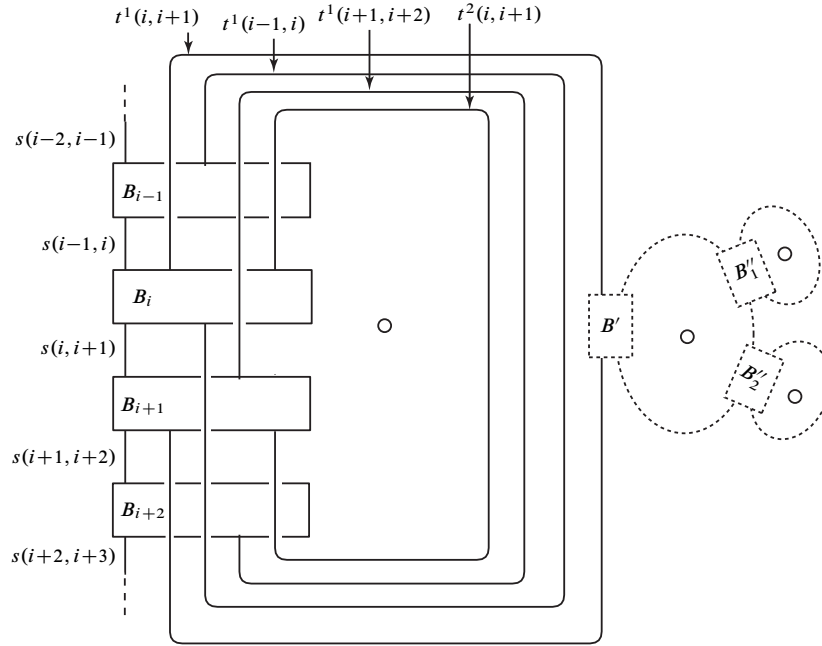 t¹(i, i+1)
t¹(i−1, i)
t¹(i+1, i+2)
t²(i, i+1)
s(i−2, i−1)
B_{i−1}
s(i−1, i)
B_i
s(i, i+1)
B_{i+1}
s(i+1, i+2)
B_{i+2}
s(i+2, i+3)
B′
B″_1
B″_2